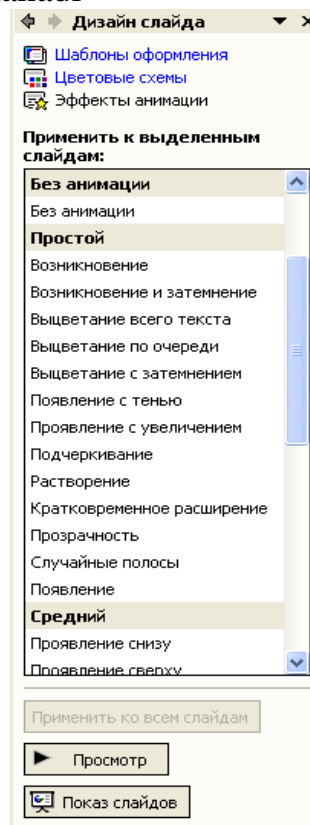 Дизайн слайда
Шаблоны оформления
Цветовые схемы
Эффекты анимации
Применить к выделенным
слайдам:
Без анимации
Без анимации
Простой
Возникновение
Возникновение и затемнение
Выцветание всего текста
Выцветание по очереди
Выцветание с затемнением
Появление с тенью
Проявление с увеличением
Подчеркивание
Растворение
Кратковременное расширение
Прозрачность
Случайные полосы
Появление
Средний
Проявление снизу
Проявление сверху
Применить ко всем слайдам
Просмотр
Показ слайдов